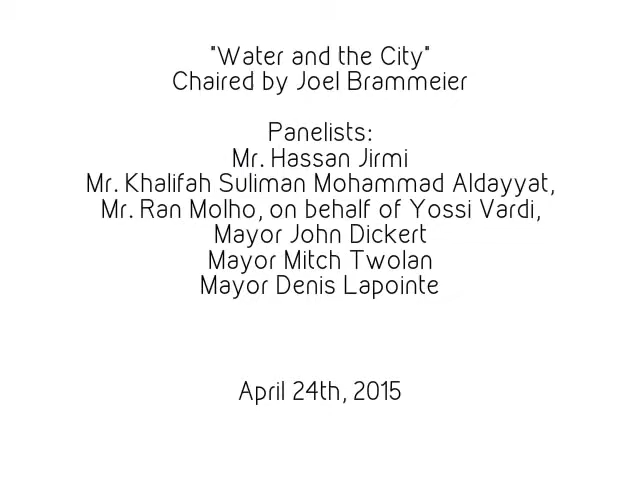 "Water and the City"
Chaired by Joel Brammeier
Panelists:
Mr. Hassan Jirmi
Mr. Khalifah Suliman Mohammad Aldayyat,
Mr. Ran Molho, on behalf of Yossi Vardi,
Mayor John Dickert
Mayor Mitch Twolan
Mayor Denis Lapointe
April 24th, 2015